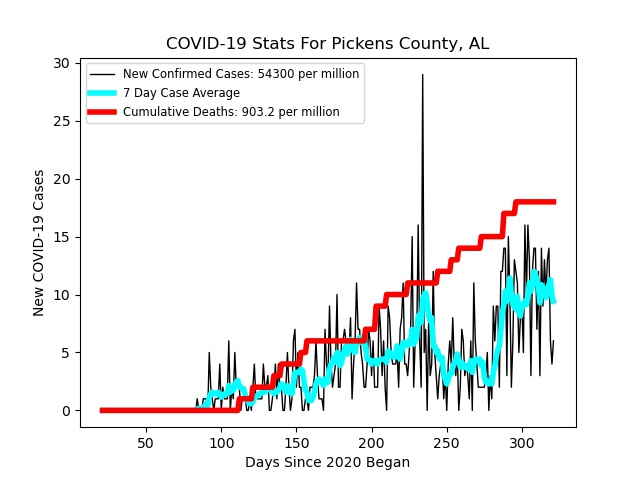 COVID-19 Stats For Pickens County, AL
New Confirmed Cases: 54300 per million
7 Day Case Average
Cumulative Deaths: 903.2 per million
New COVID-19 Cases
30
25
20
15
10
5
0
50 100 150 200 250 300
Days Since 2020 Began